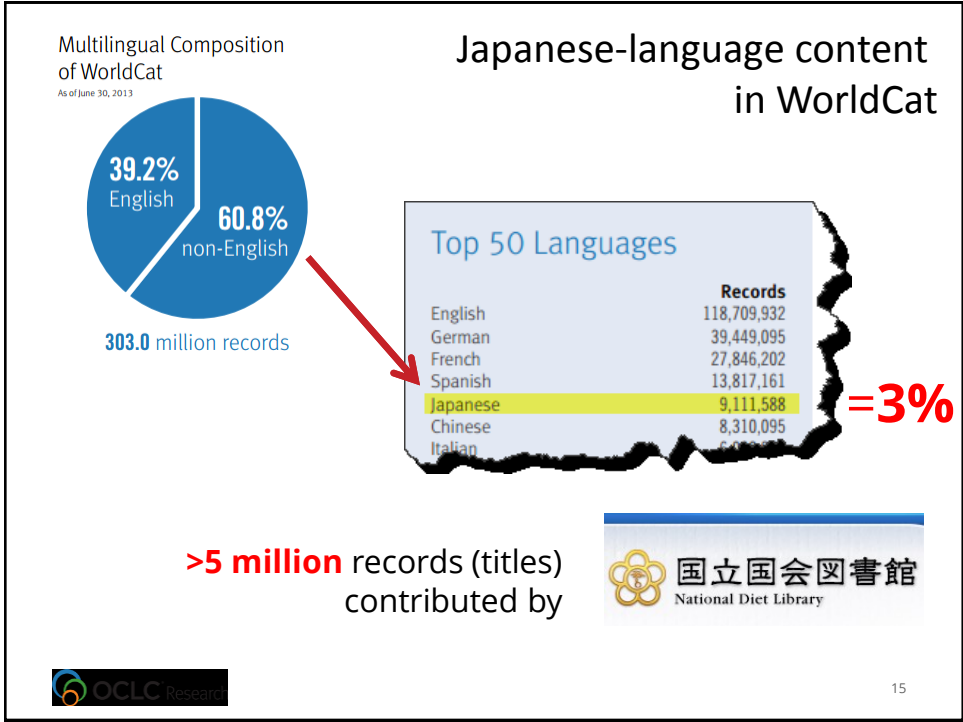 Multilingual Composition
of WorldCat
As of June 30, 2013
Japanese-language content
in WorldCat
39.2%
English
60.8%
non-English
303.0 million records
Top 50 Languages
Records
English 118,709,932
German 39,449,095
French 27,846,202
Spanish 13,817,161
Japanese 9,111,588
Chinese 8,310,095
Italian
=3%
>5 million records (titles)
contributed by
国立国会図書館
National Diet Library
OCLC Research
15